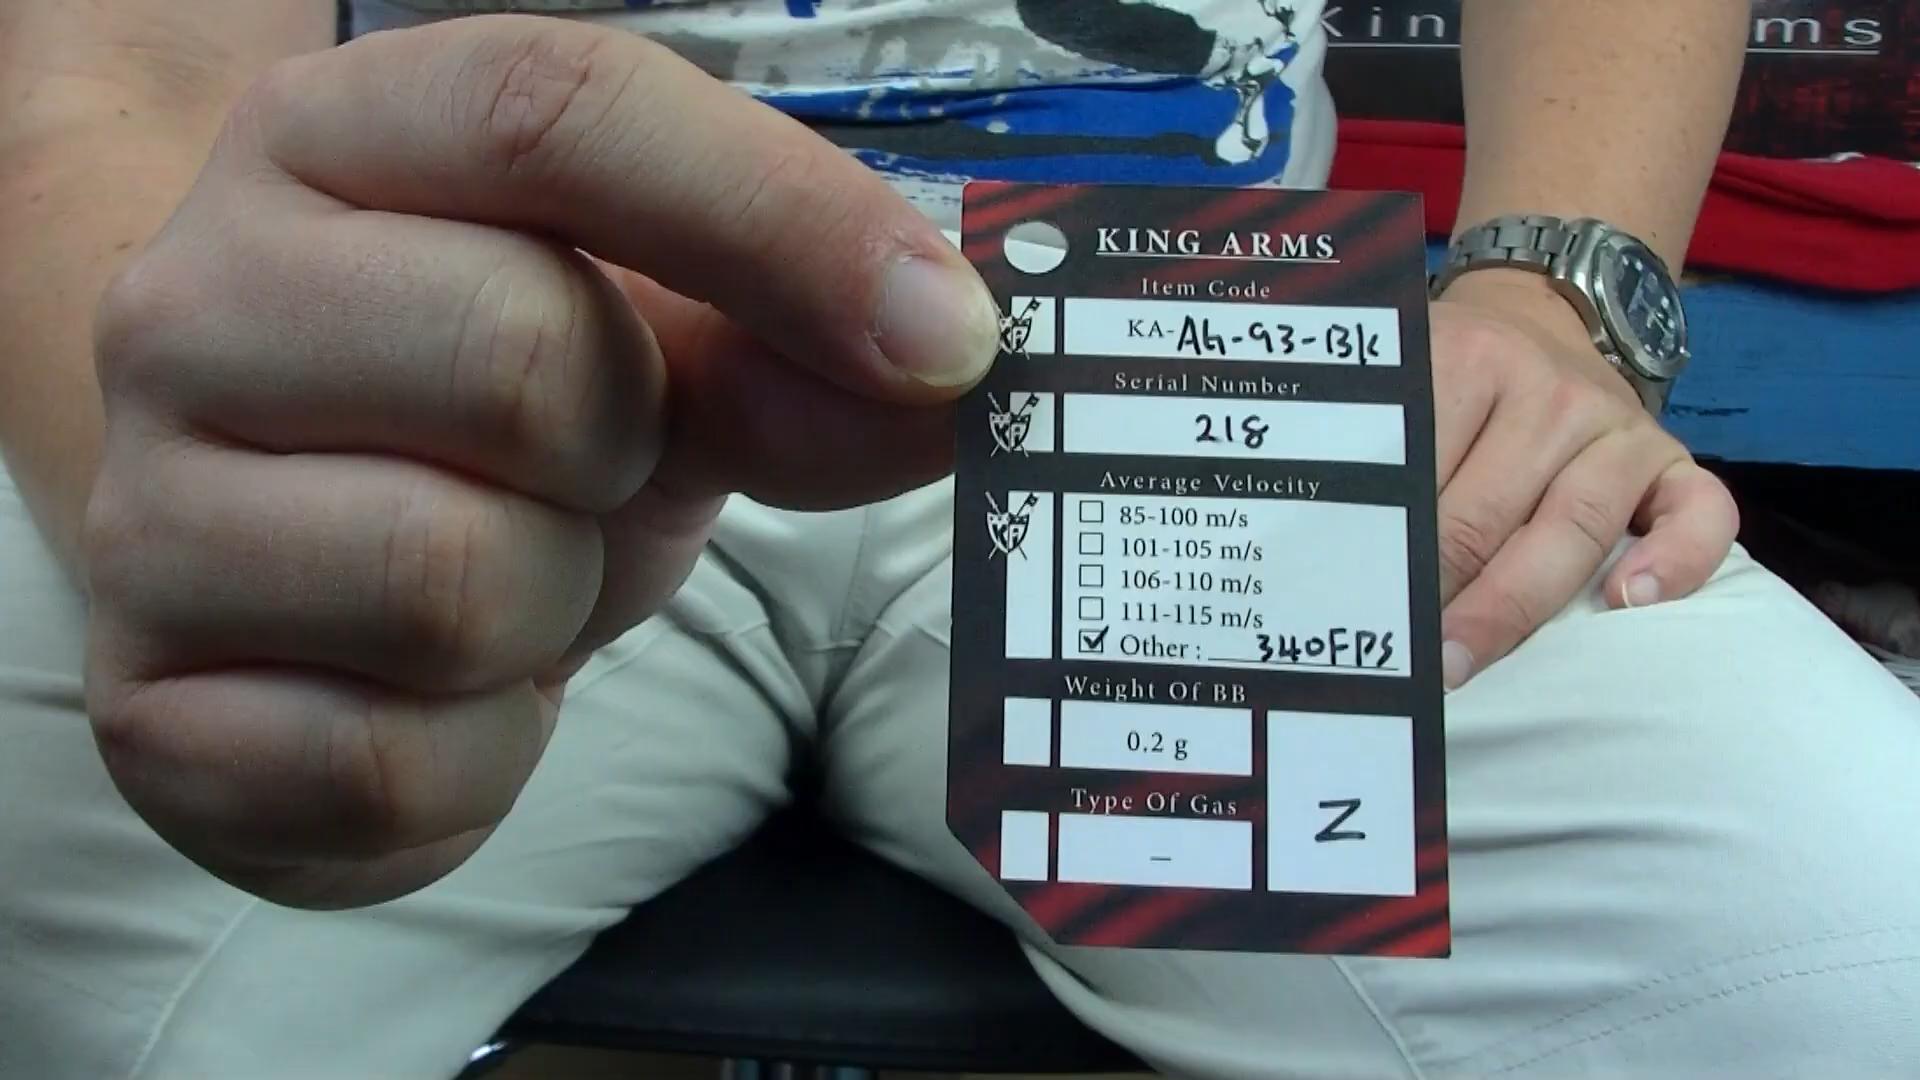 Kin ms
KING ARMS
Item Code
KA-AG-93-BK
Serial Number
218
Average Velocity
85-100 m/s
101-105 m/s
106-110 m/s
111-115 m/s
Other : 340FPS
Weight Of BB
0.2 g
Type Of Gas
–
Z